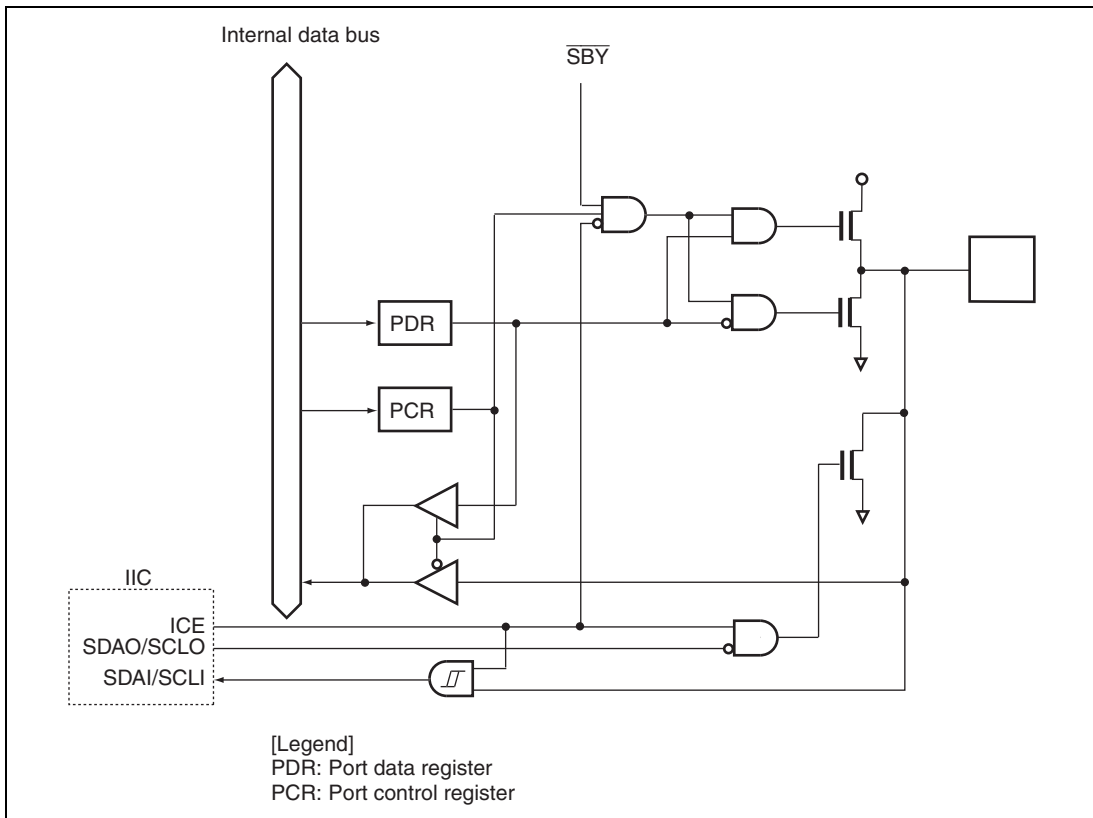 Internal data bus
SBY
PDR
PCR
IIC
ICE
SDAO/SCLO
SDAI/SCLI
[Legend]
PDR: Port data register
PCR: Port control register